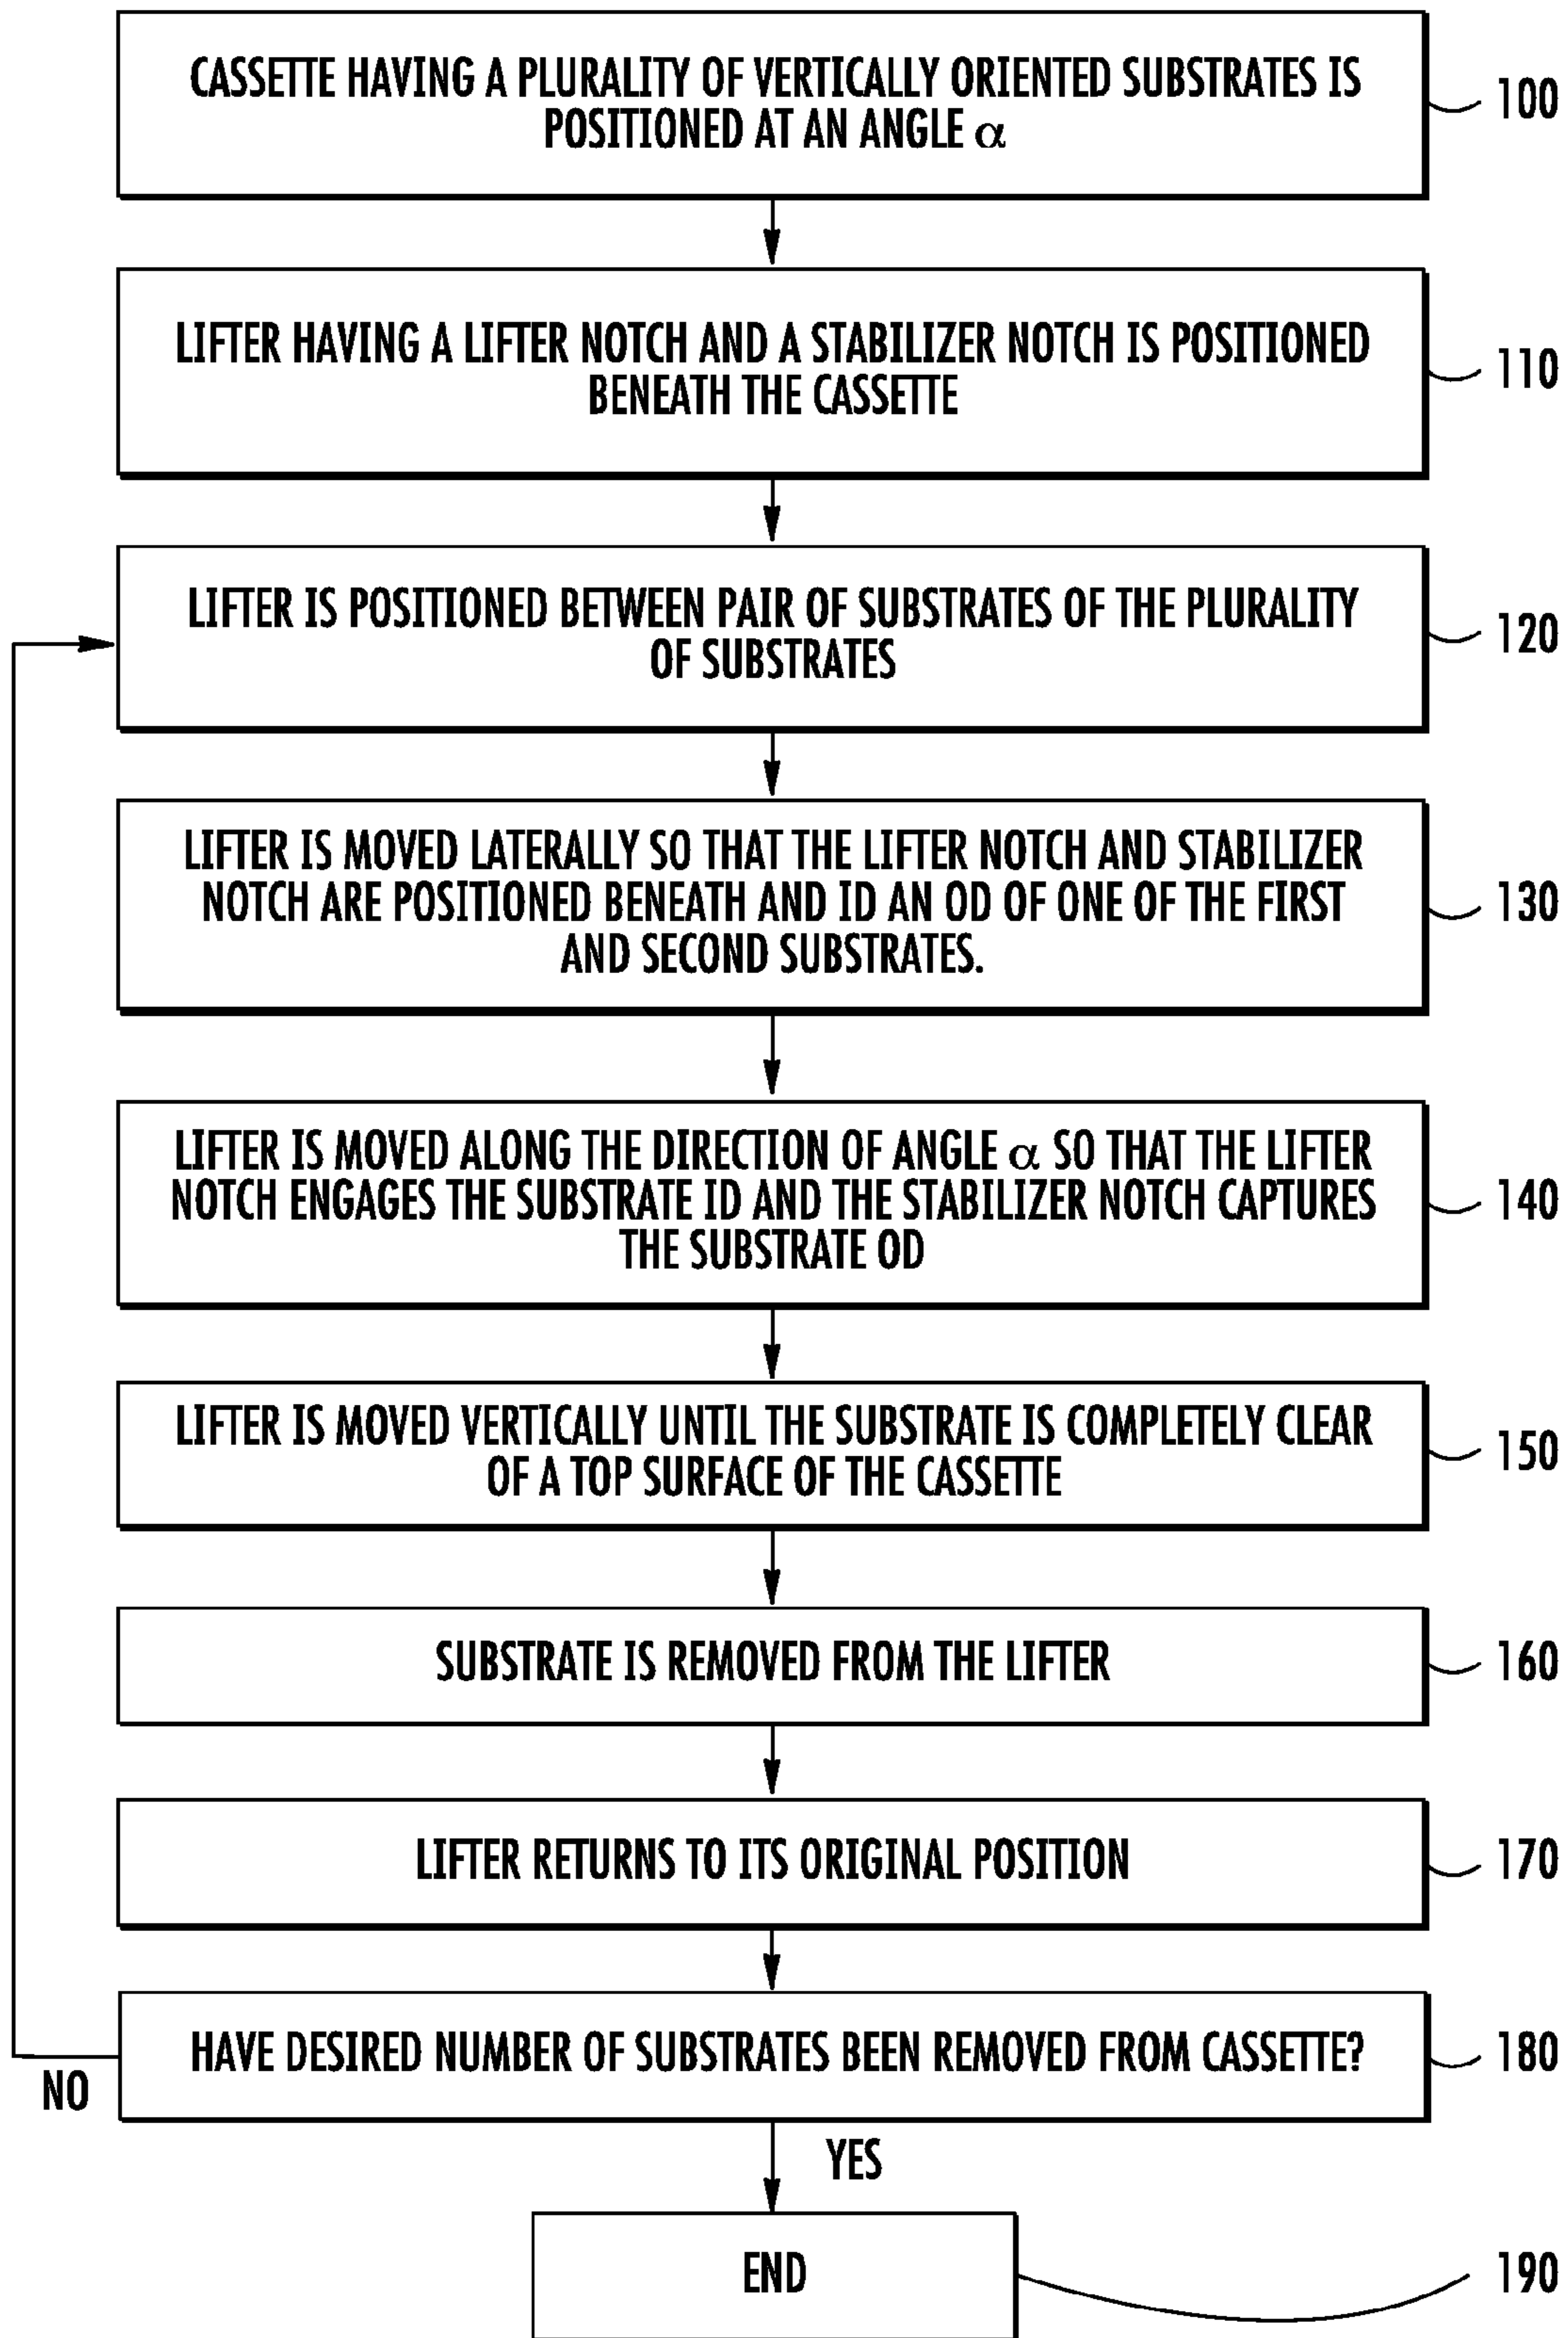 CASSETTE HAVING A PLURALITY OF VERTICALLY ORIENTED SUBSTRATES IS
POSITIONED AT AN ANGLE α
100
LIFTER HAVING A LIFTER NOTCH AND A STABILIZER NOTCH IS POSITIONED
BENEATH THE CASSETTE
110
LIFTER IS POSITIONED BETWEEN PAIR OF SUBSTRATES OF THE PLURALITY
OF SUBSTRATES
120
LIFTER IS MOVED LATERALLY SO THAT THE LIFTER NOTCH AND STABILIZER
NOTCH ARE POSITIONED BENEATH AND ID AN OD OF ONE OF THE FIRST
AND SECOND SUBSTRATES.
130
LIFTER IS MOVED ALONG THE DIRECTION OF ANGLE α SO THAT THE LIFTER
NOTCH ENGAGES THE SUBSTRATE ID AND THE STABILIZER NOTCH CAPTURES
THE SUBSTRATE OD
140
LIFTER IS MOVED VERTICALLY UNTIL THE SUBSTRATE IS COMPLETELY CLEAR
OF A TOP SURFACE OF THE CASSETTE
150
SUBSTRATE IS REMOVED FROM THE LIFTER
160
LIFTER RETURNS TO ITS ORIGINAL POSITION
170
HAVE DESIRED NUMBER OF SUBSTRATES BEEN REMOVED FROM CASSETTE?
180
NO
YES
END
190